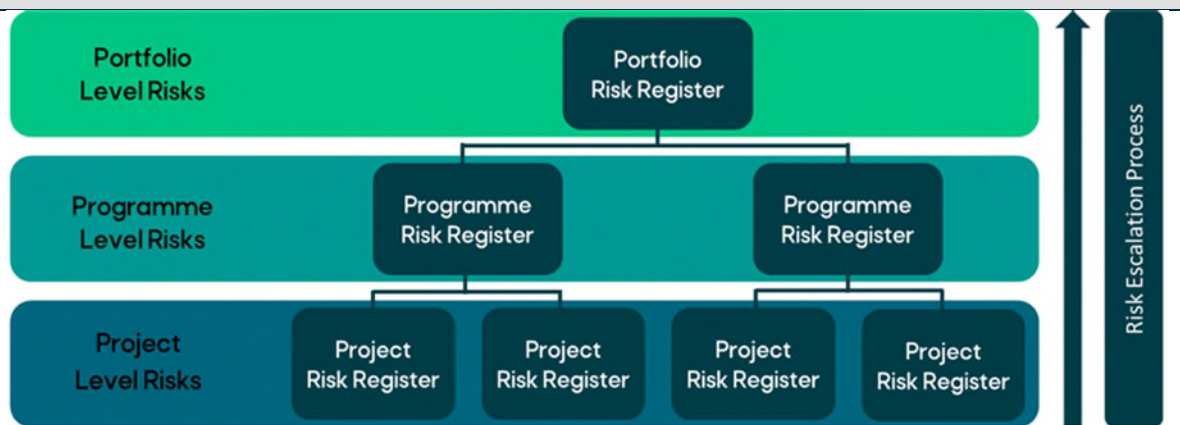 Portfolio
Level Risks
Portfolio
Risk Register
Programme
Level Risks
Programme
Risk Register
Programme
Risk Register
Project
Level Risks
Project
Risk Register
Project
Risk Register
Project
Risk Register
Project
Risk Register
Risk Escalation Process